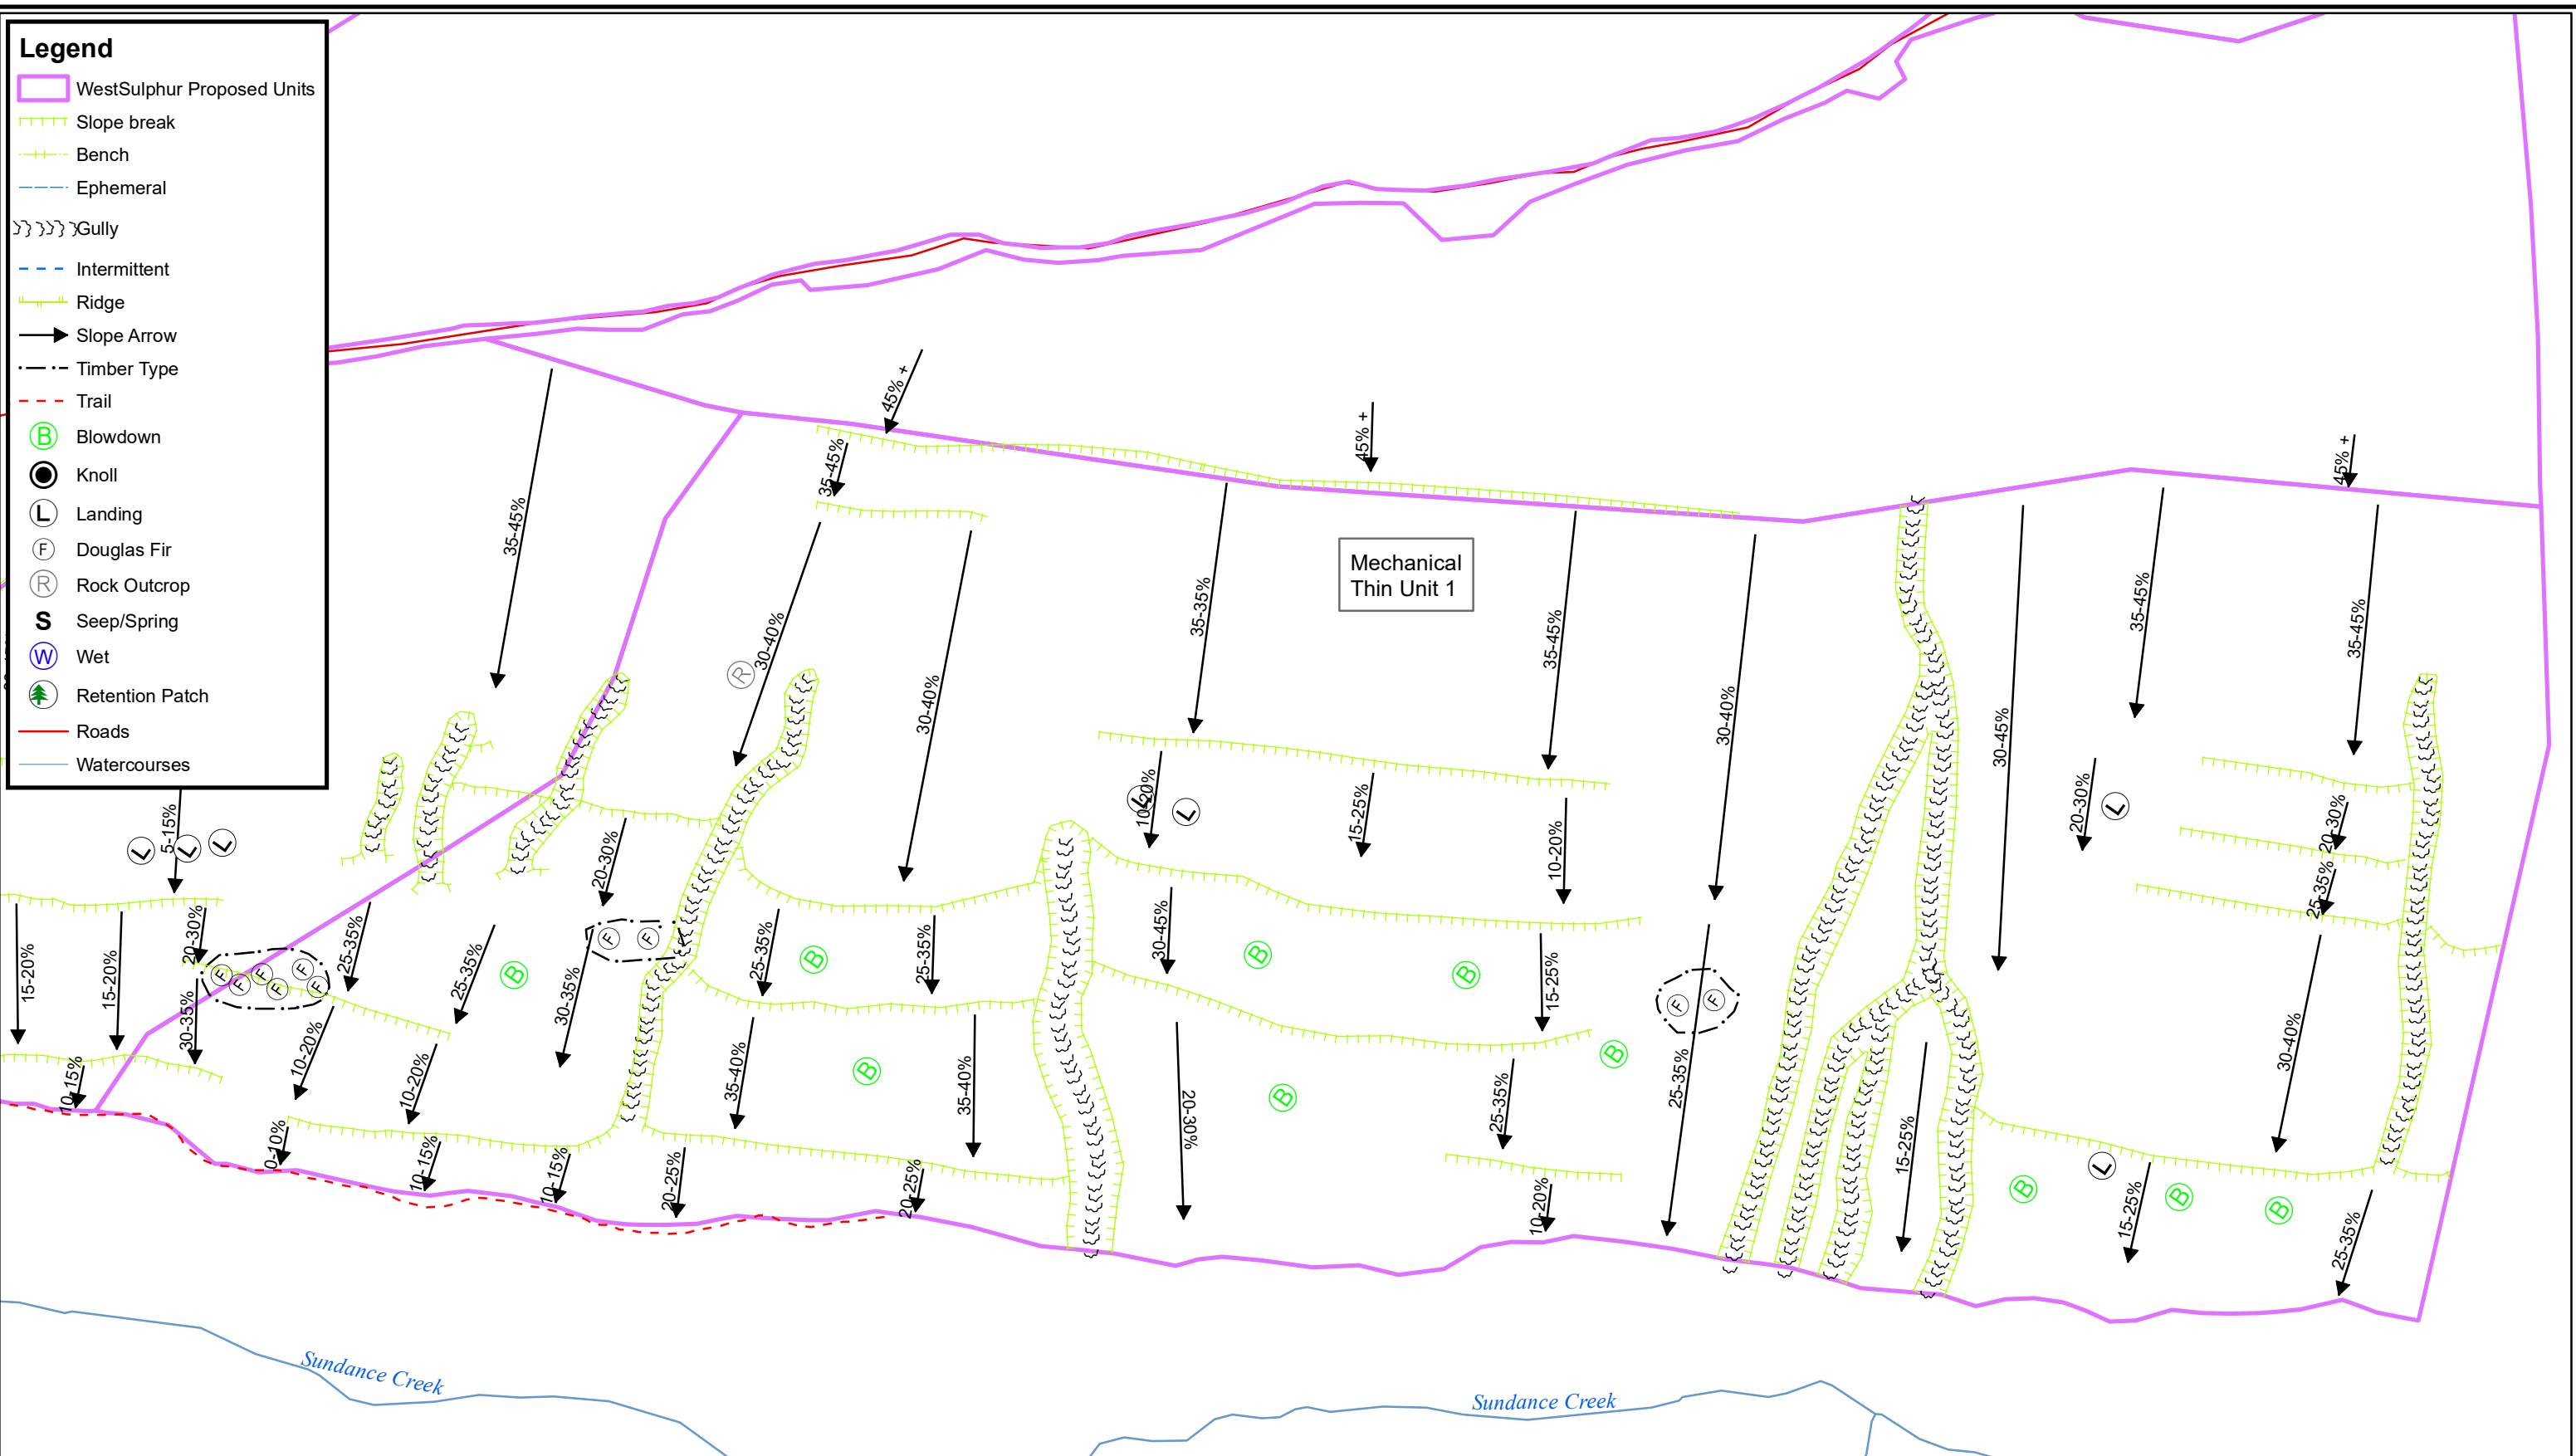 Legend
WestSulphur Proposed Units
Slope break
Bench
Ephemeral
Gully
Intermittent
Ridge
Slope Arrow
Timber Type
Trail
B Blowdown
Knoll
L Landing
F Douglas Fir
R Rock Outcrop
S Seep/Spring
W Wet
Retention Patch
Roads
Watercourses
45% +
45% +
45% +
35-45%
35-45%
30-40%
R
30-40%
35-35%
Mechanical
Thin Unit 1
35-45%
30-40%
30-45%
35-45%
35-45%
5-15%
L
L
L
20-30%
10-20%
L
L
15-25%
10-20%
20-30%
L
20-30%
25-35%
15-20%
15-20%
20-30%
30-35%
F
F
F
F
F
F
25-35%
25-35%
B
F
F
30-35%
25-35%
B
25-35%
30-45%
B
B
15-25%
F
F
10-15%
10-20%
10-20%
35-40%
B
35-40%
20-30%
B
25-35%
B
25-35%
15-25%
30-40%
0-10%
10-15%
10-15%
20-25%
20-25%
10-20%
B
L
15-25%
B
B
25-35%
Sundance Creek
Sundance Creek